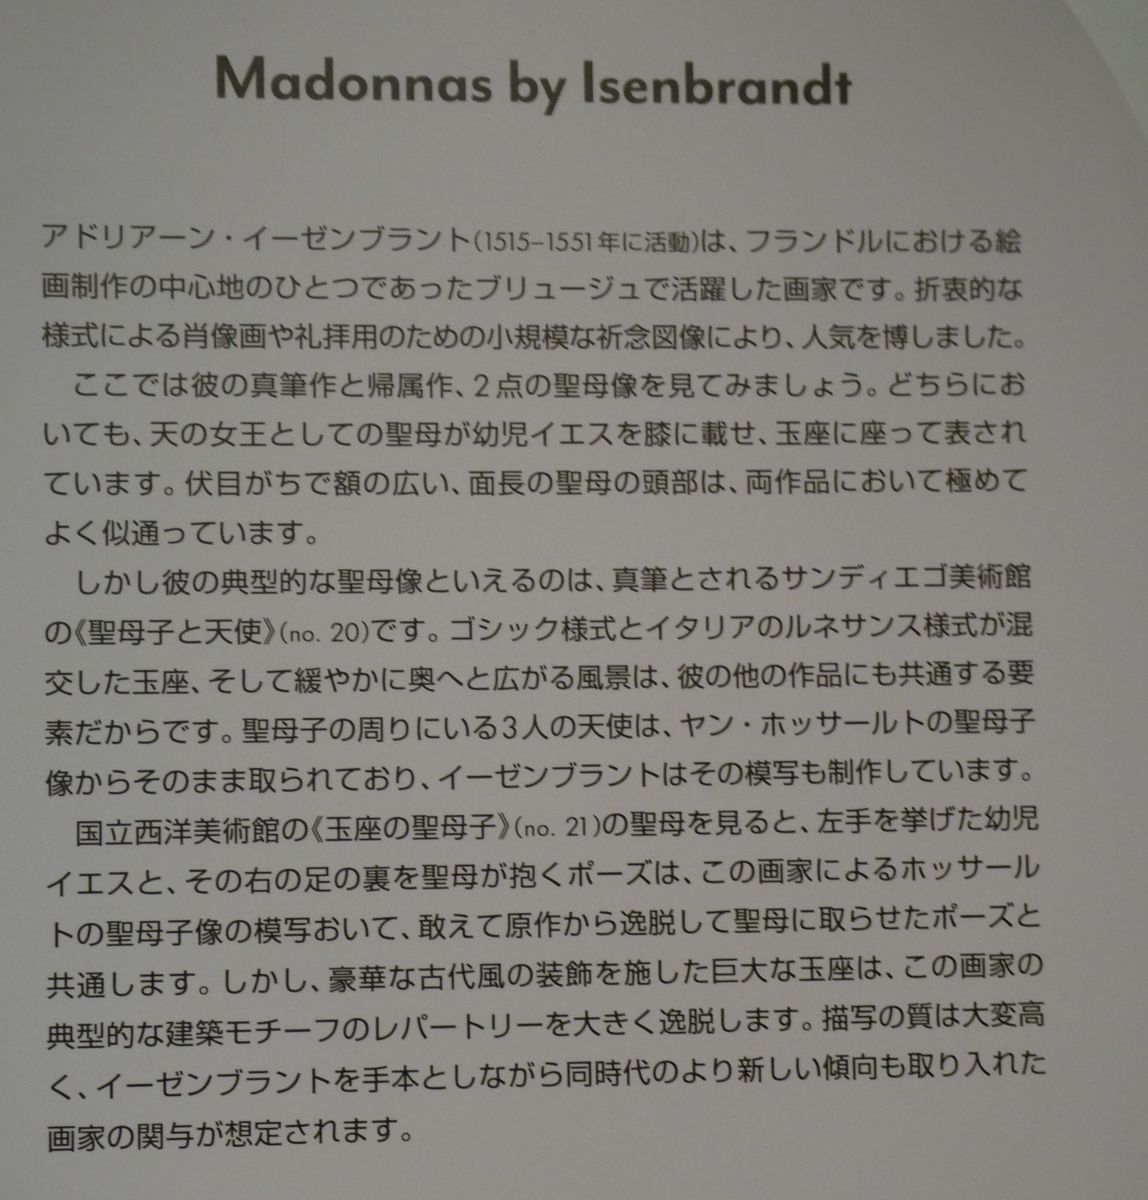 Madonnas by Isenbrandt
アドリアーン・イーゼンブラント(1515–1551年に活動)は、フランドルにおける絵
画制作の中心地のひとつであったブリュージュで活躍した画家です。折衷的な
様式による肖像画や礼拝用のための小規模な祈念図像により、人気を博しました。
　ここでは彼の真筆作と帰属作、2点の聖母像を見てみましょう。どちらにお
いても、天の女王としての聖母が幼児イエスを膝に載せ、玉座に座って表され
ています。伏目がちで額の広い、面長の聖母の頭部は、両作品において極めて
よく似通っています。
　しかし彼の典型的な聖母像といえるのは、真筆とされるサンディエゴ美術館
の《聖母子と天使》(no. 20)です。ゴシック様式とイタリアのルネサンス様式が混
交した玉座、そして緩やかに奥へと広がる風景は、彼の他の作品にも共通する要
素だからです。聖母子の周りにいる3人の天使は、ヤン・ホッサールトの聖母子
像からそのまま取られており、イーゼンブラントはその模写も制作しています。
　国立西洋美術館の《玉座の聖母子》(no. 21)の聖母を見ると、左手を挙げた幼児
イエスと、その右の足の裏を聖母が抱くポーズは、この画家によるホッサール
トの聖母子像の模写おいて、敢えて原作から逸脱して聖母に取らせたポーズと
共通します。しかし、豪華な古代風の装飾を施した巨大な玉座は、この画家の
典型的な建築モチーフのレパートリーを大きく逸脱します。描写の質は大変高
く、イーゼンブラントを手本としながら同時代のより新しい傾向も取り入れた
画家の関与が想定されます。